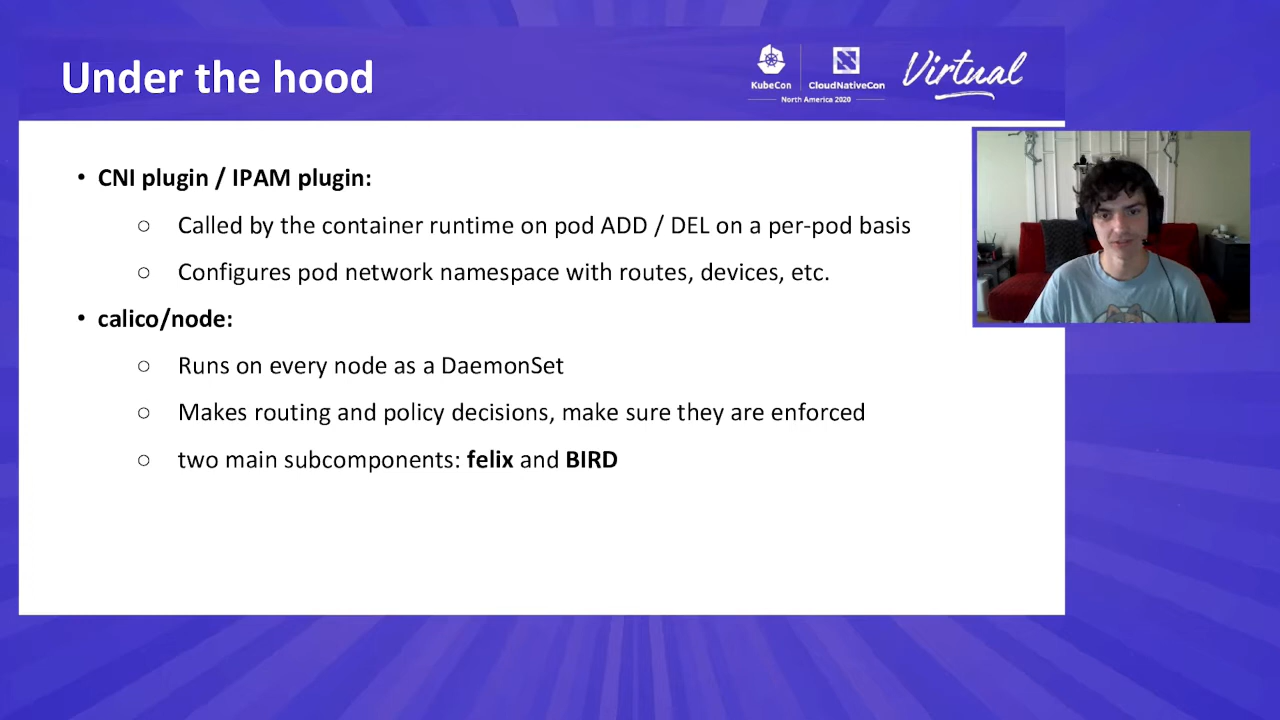 Under the hood
KubeCon
CloudNativeCon
North America 2020
Virtual
• CNI plugin / IPAM plugin:
○ Called by the container runtime on pod ADD / DEL on a per-pod basis
○ Configures pod network namespace with routes, devices, etc.
• calico/node:
○ Runs on every node as a DaemonSet
○ Makes routing and policy decisions, make sure they are enforced
○ two main subcomponents: felix and BIRD